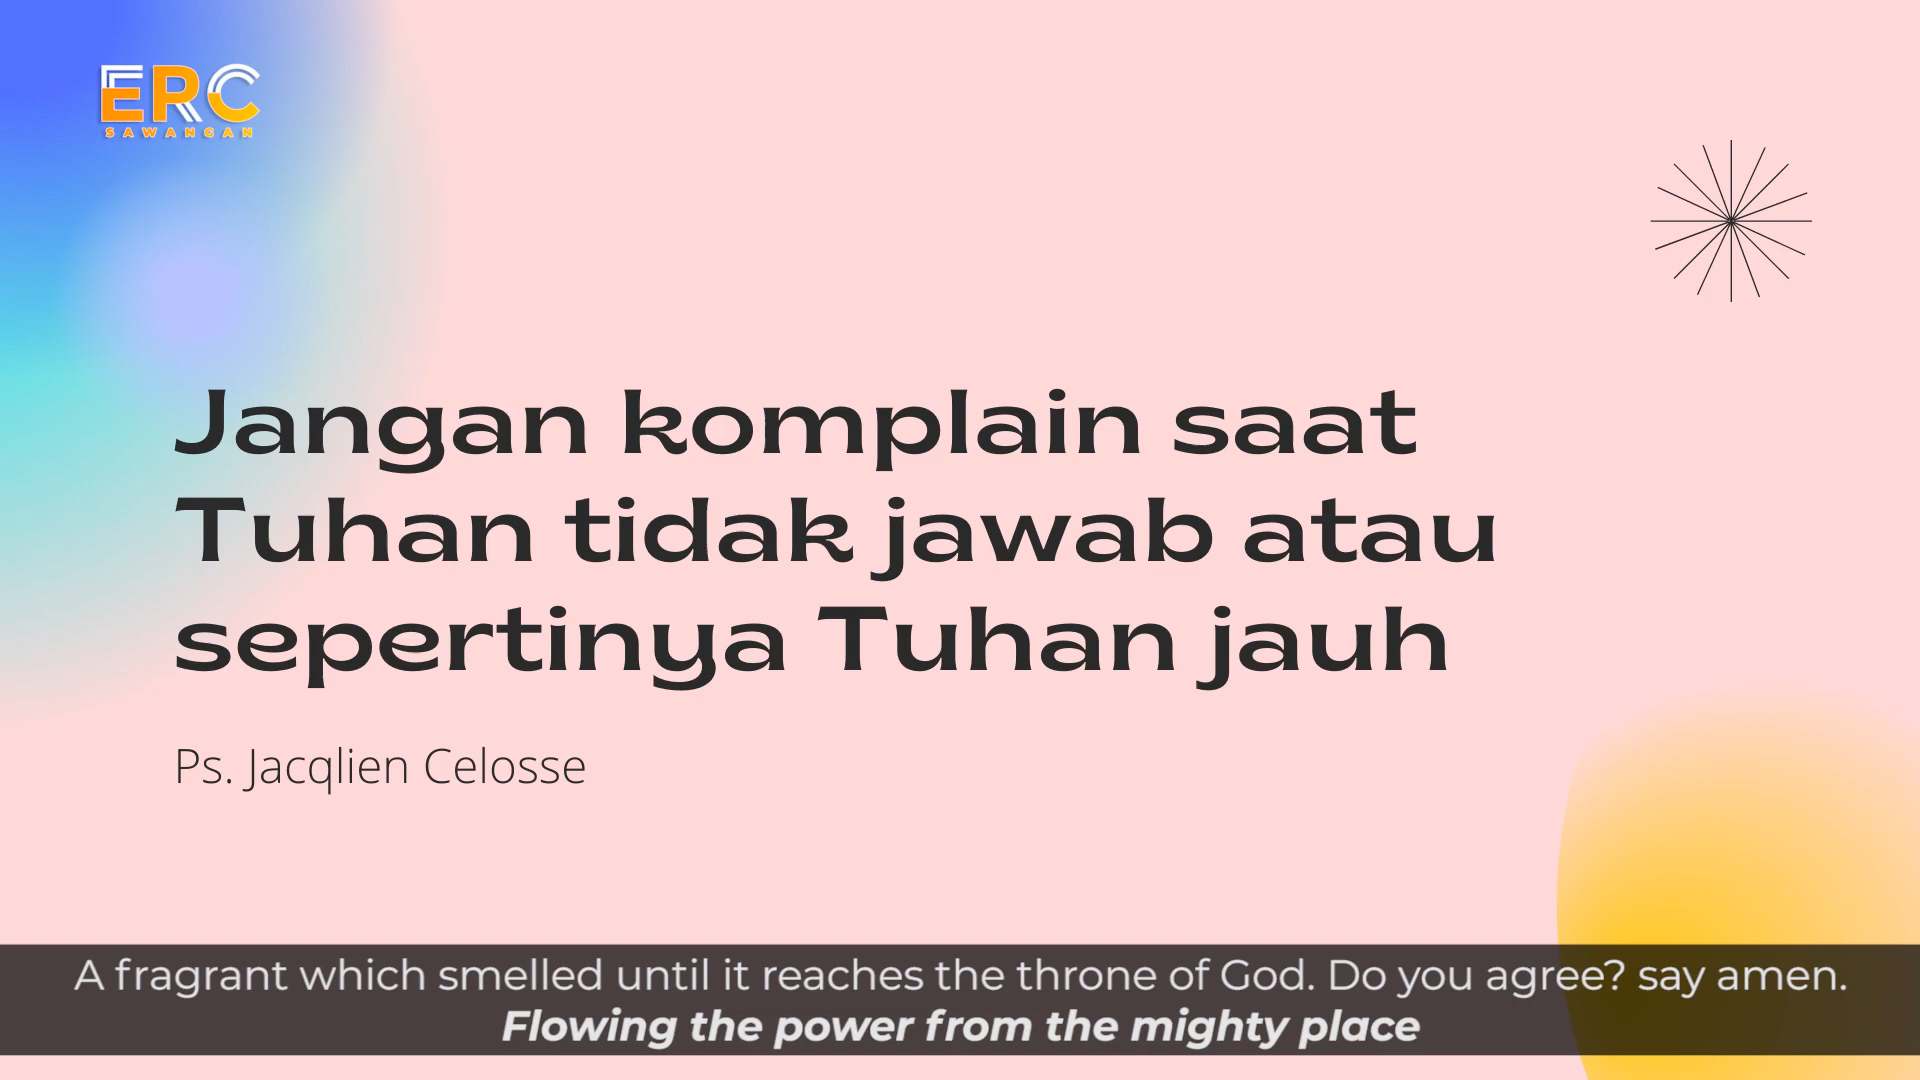 ERC
SAWANGAN
Jangan komplain saat
Tuhan tidak jawab atau
sepertinya Tuhan jauh
Ps. Jacqlien Celosse
A fragrant which smelled until it reaches the throne of God. Do you agree? say amen.
Flowing the power from the mighty place